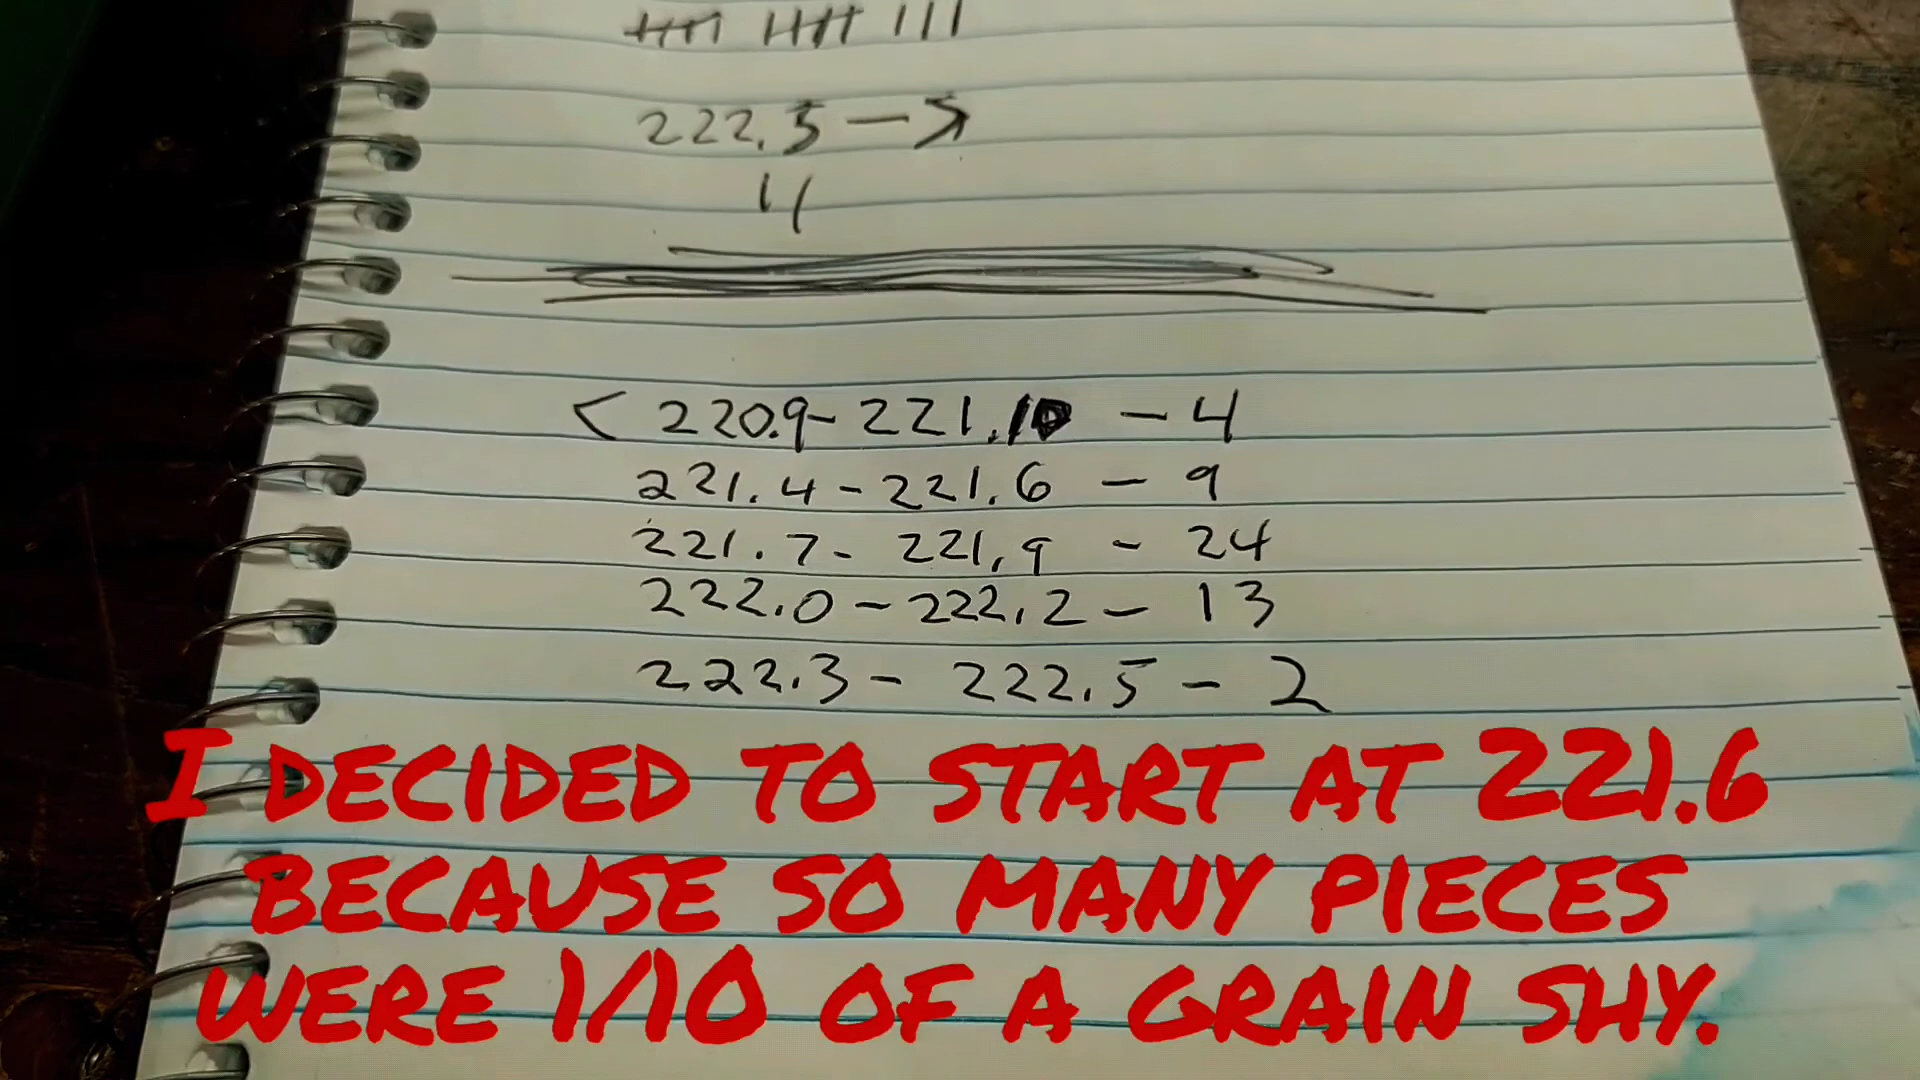 222.5 - 5
< 220.9 - 221.10 - 4
221.4 - 221.6 - 9
221.7 - 221.9 - 24
222.0 - 222.2 - 13
222.3 - 222.5 - 2
I DECIDED TO START AT 221.6
BECAUSE SO MANY PIECES
WERE 1/10 OF A GRAIN SHY.